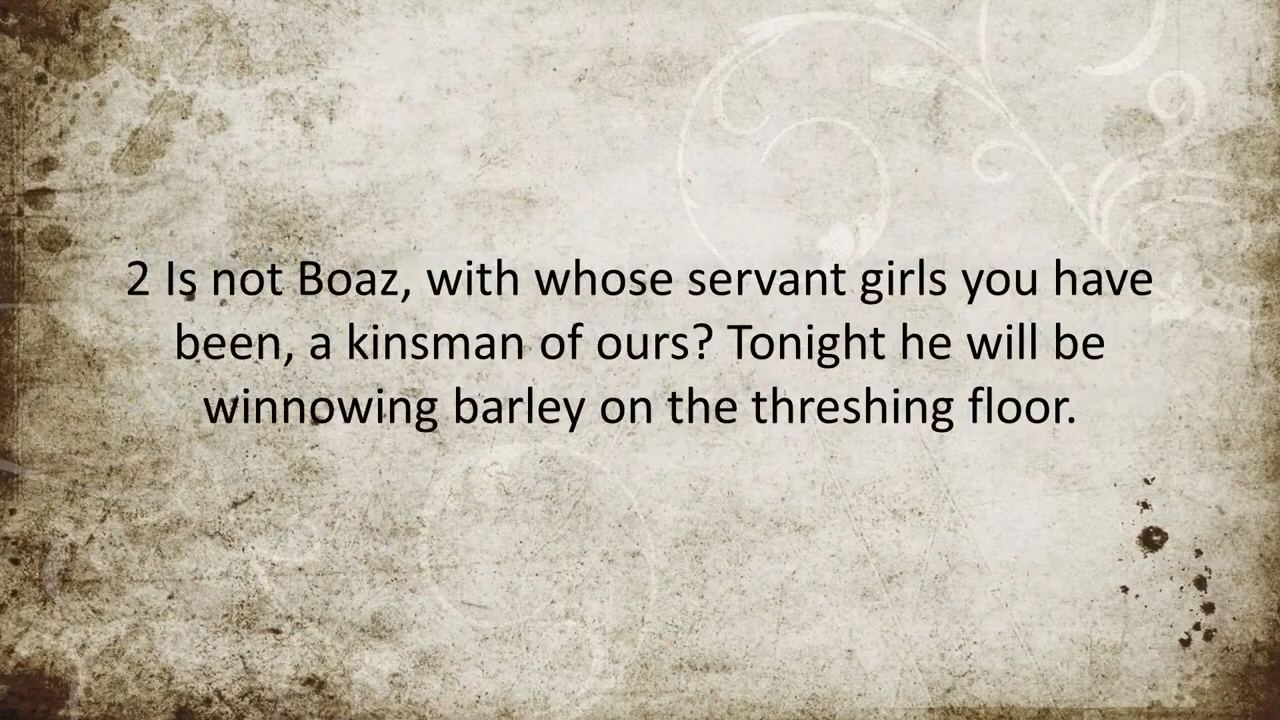 2 Is not Boaz, with whose servant girls you have
been, a kinsman of ours? Tonight he will be
winnowing barley on the threshing floor.